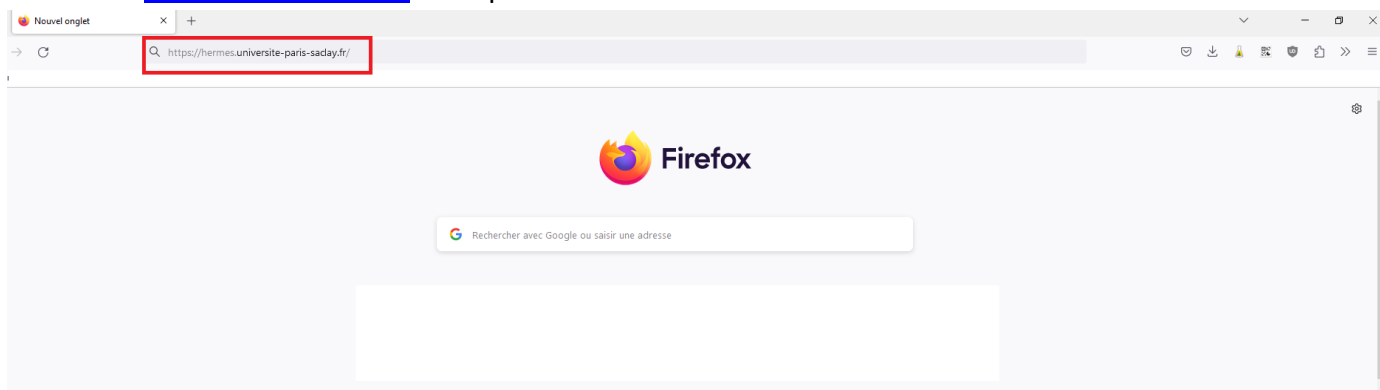 Nouvel onglet
https://hermes.universite-paris-saclay.fr/
Firefox
Rechercher avec Google ou saisir une adresse